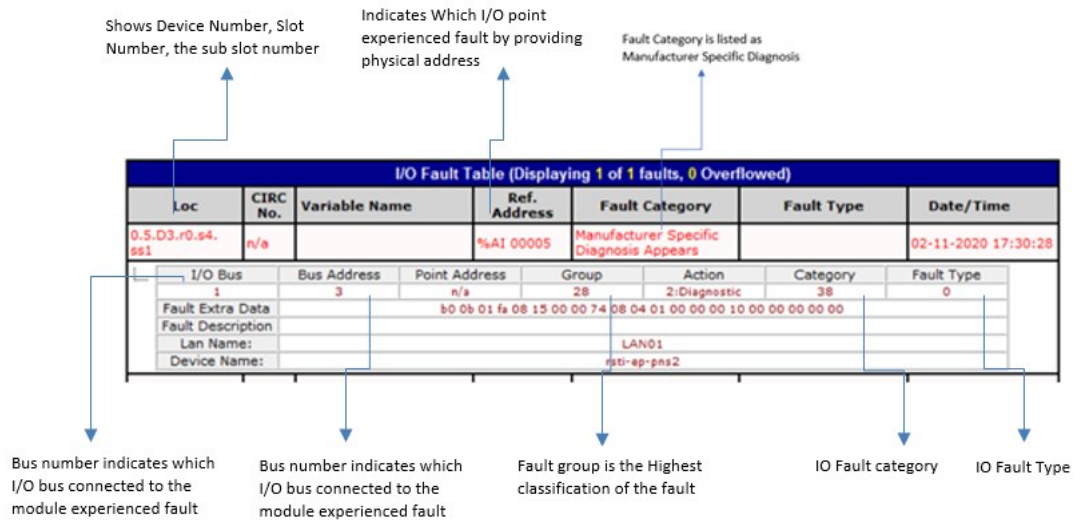 Shows Device Number, Slot
Number, the sub slot number
Indicates Which I/O point
experienced fault by providing
physical address
Fault Category is listed as
Manufacturer Specific Diagnosis
I/O Fault Table (Displaying 1 of 1 faults, 0 Overflowed)
Loc CIRC No. Variable Name Ref. Address Fault Category Fault Type Date/Time
0.5.D3.r0.s4.ss1 n/a %AI 00005 Manufacturer Specific Diagnosis Appears 02-11-2020 17:30:28
I/O Bus Bus Address Point Address Group Action Category Fault Type
1 3 n/a 28 2:Diagnostic 38 0
Fault Extra Data b0 0b 01 fa 08 15 00 00 74 08 04 01 00 00 00 10 00 00 00 00 00
Fault Description
Lan Name: LAN01
Device Name: rsti-ep-pns2
Bus number indicates which
I/O bus connected to the
module experienced fault
Bus number indicates which
I/O bus connected to the
module experienced fault
Fault group is the Highest
classification of the fault
IO Fault category
IO Fault Type